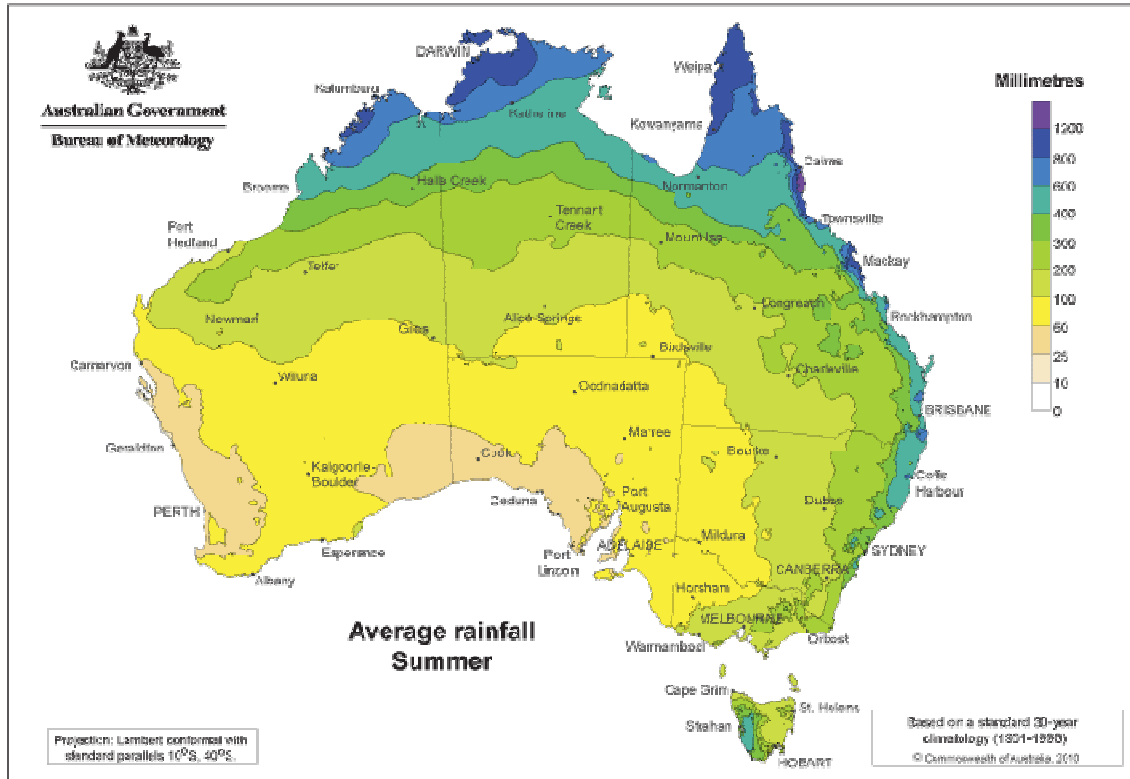 Australian Government
Bureau of Meteorology
DARWIN
Kalumburu
Katherine
Weipa
Kowanyama
Cairns
Broome
Halls Creek
Normanton
Townsville
Port
Hedland
Tennant
Creek
Mount Isa
Mackay
Telfer
Longreach
Rockhampton
Newman
Giles
Alice Springs
Birdsville
Carnarvon
Wiluna
Oodnadatta
Charleville
BRISBANE
Geraldton
Marree
Bourke
Kalgoorlie-
Boulder
Cook
Coffs
Harbour
PERTH
Ceduna
Port
Augusta
Dubbo
Esperance
Port
Lincoln
ADELAIDE
Mildura
SYDNEY
Albany
Horsham
CANBERRA
MELBOURNE
Warrnambool
Orbost
Cape Grim
St. Helens
Strahan
HOBART
Millimetres
1200
800
600
400
300
200
100
50
25
10
0
Average rainfall
Summer
Projection: Lambert conformal with
standard parallels 10°S, 40°S.
Based on a standard 30-year
climatology (1961-1990)
© Commonwealth of Australia, 2010